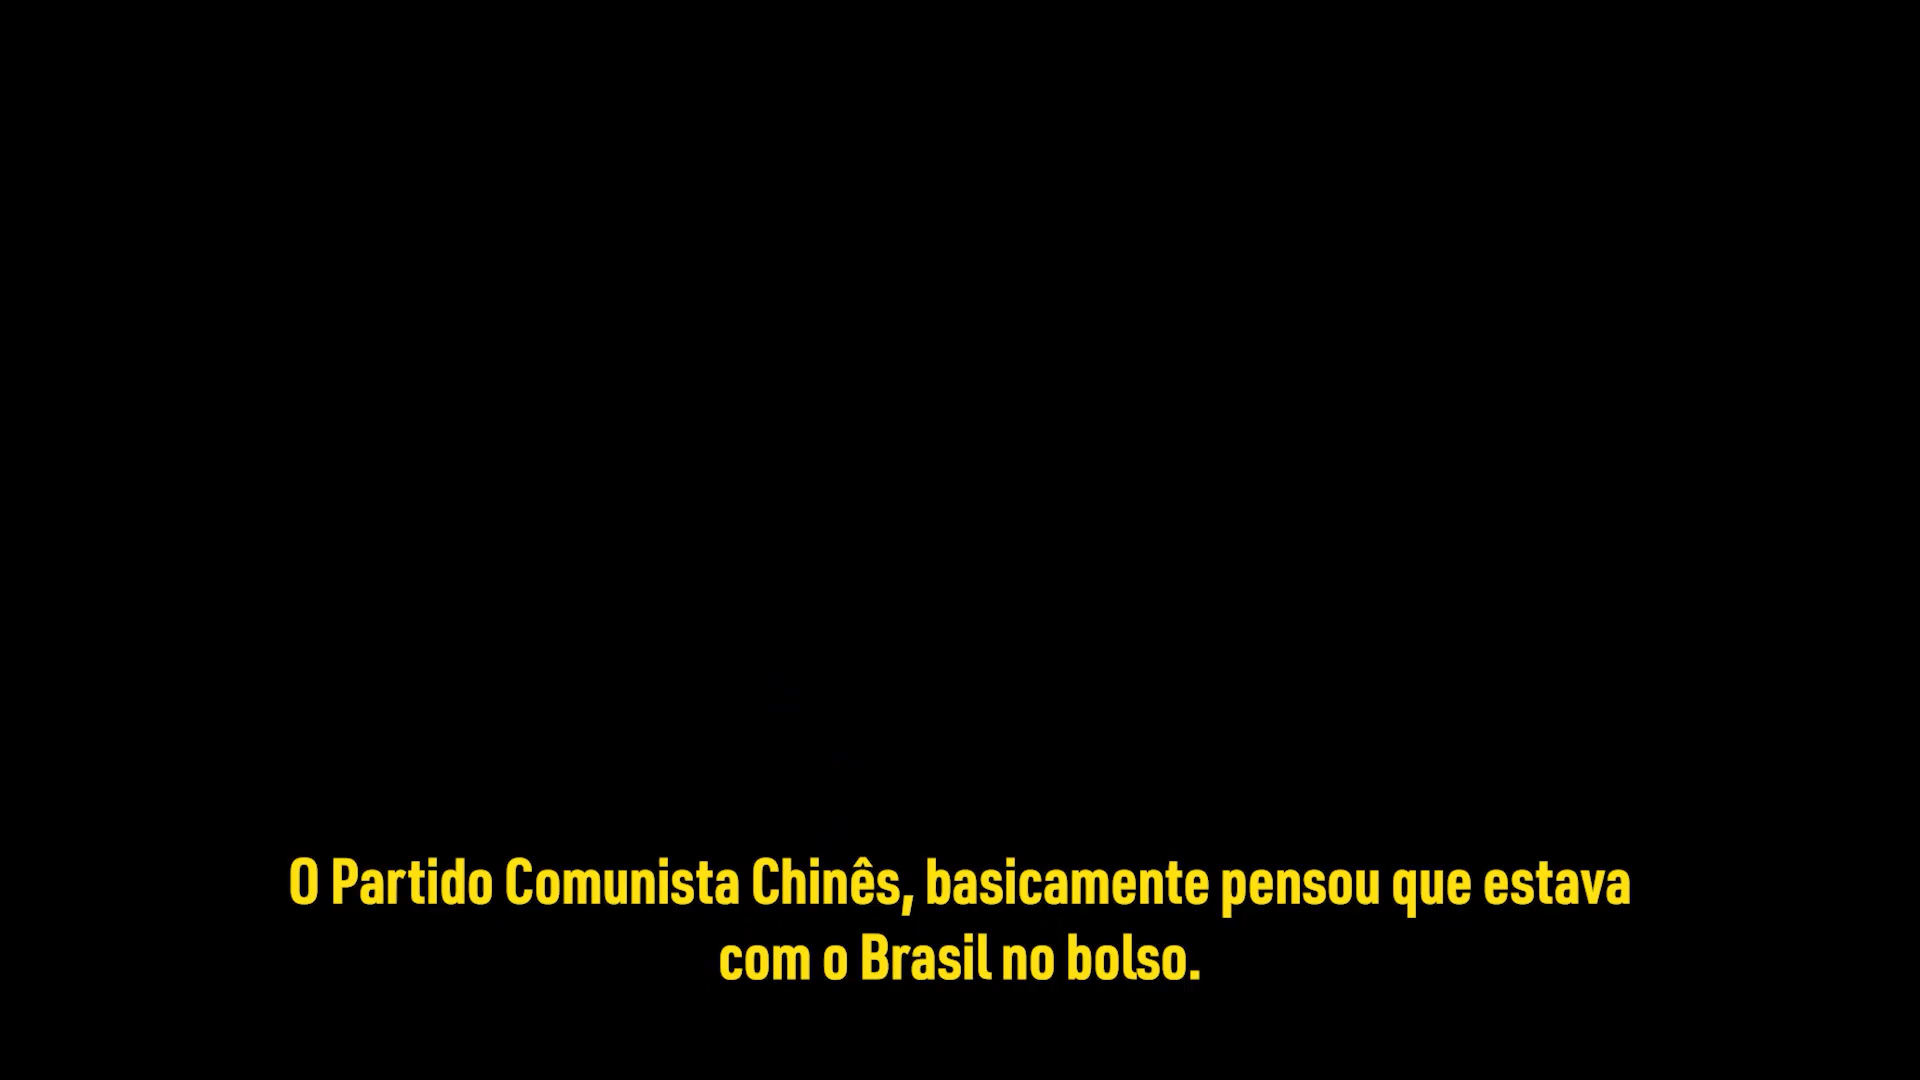 O Partido Comunista Chinês, basicamente pensou que estava
com o Brasil no bolso.